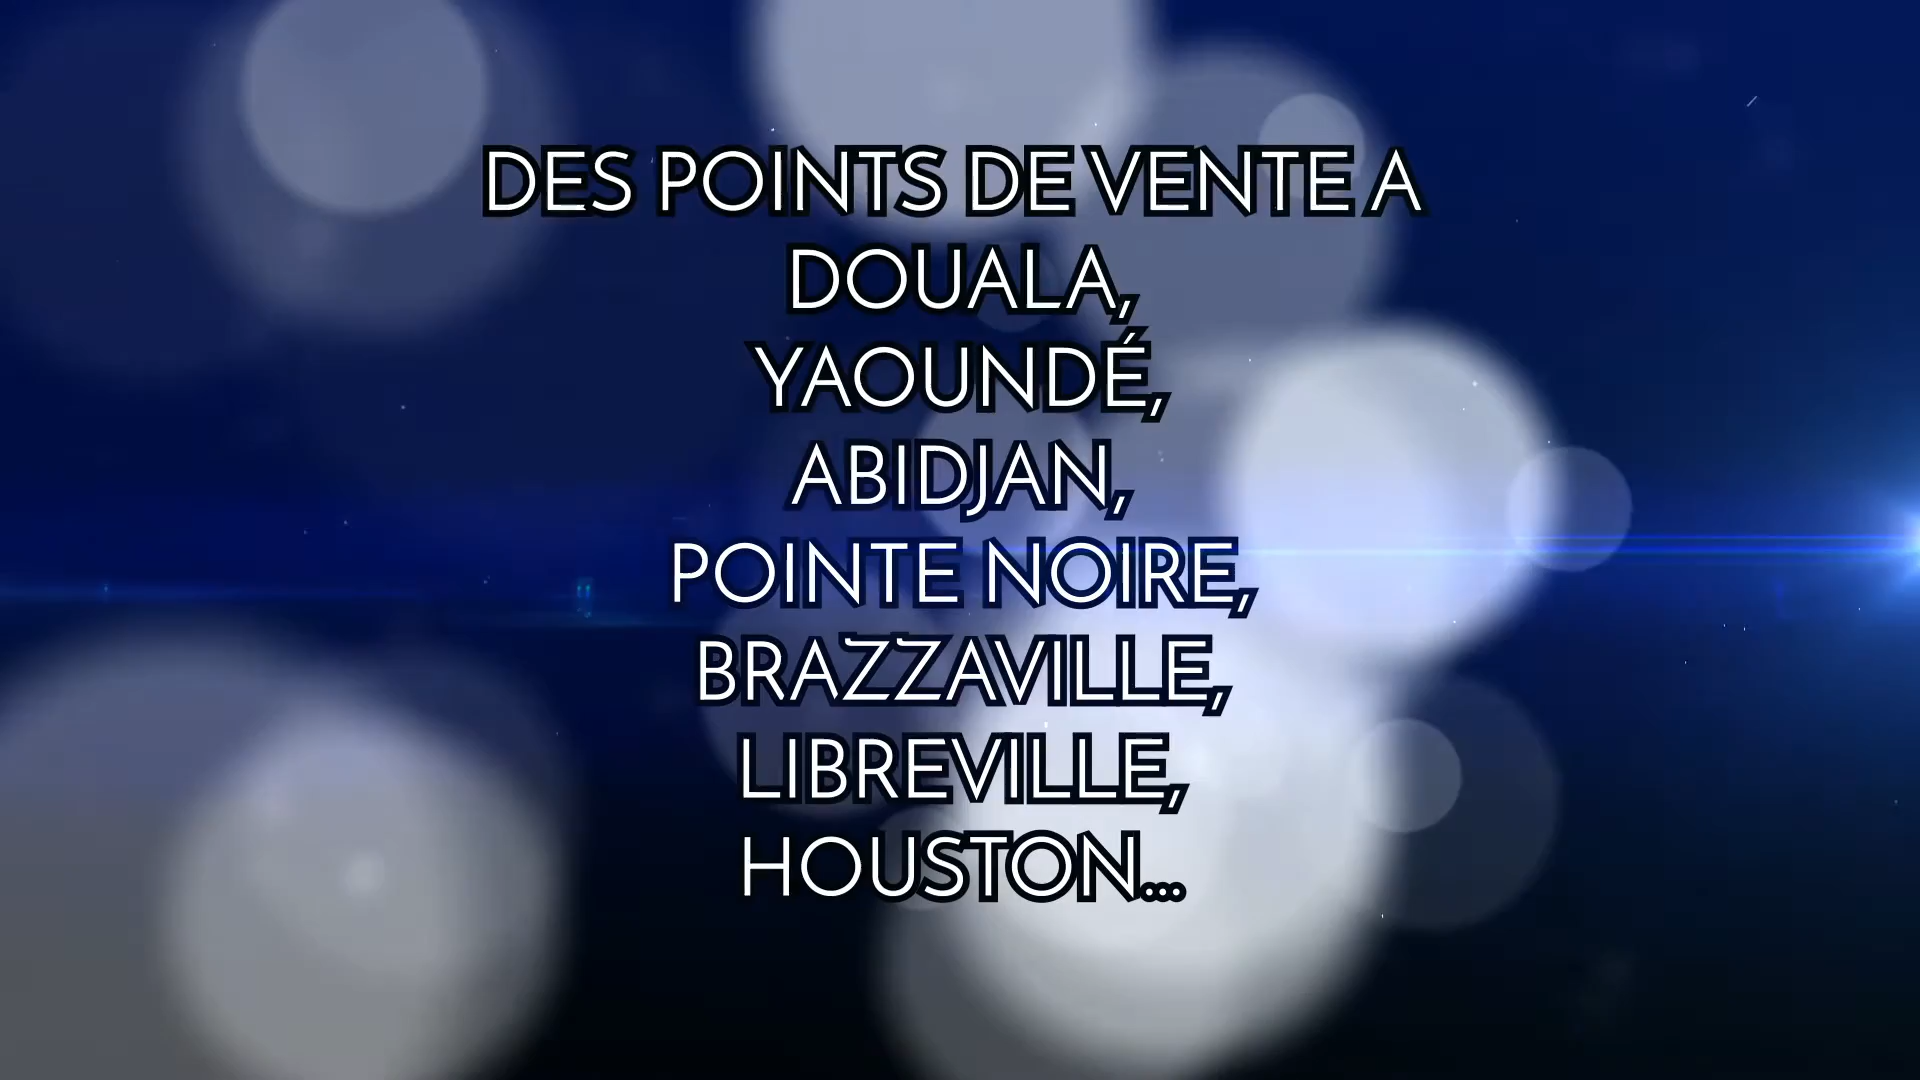 DES POINTS DE VENTE A
DOUALA,
YAOUNDÉ,
ABIDJAN,
POINTE NOIRE,
BRAZZAVILLE,
LIBREVILLE,
HOUSTON...